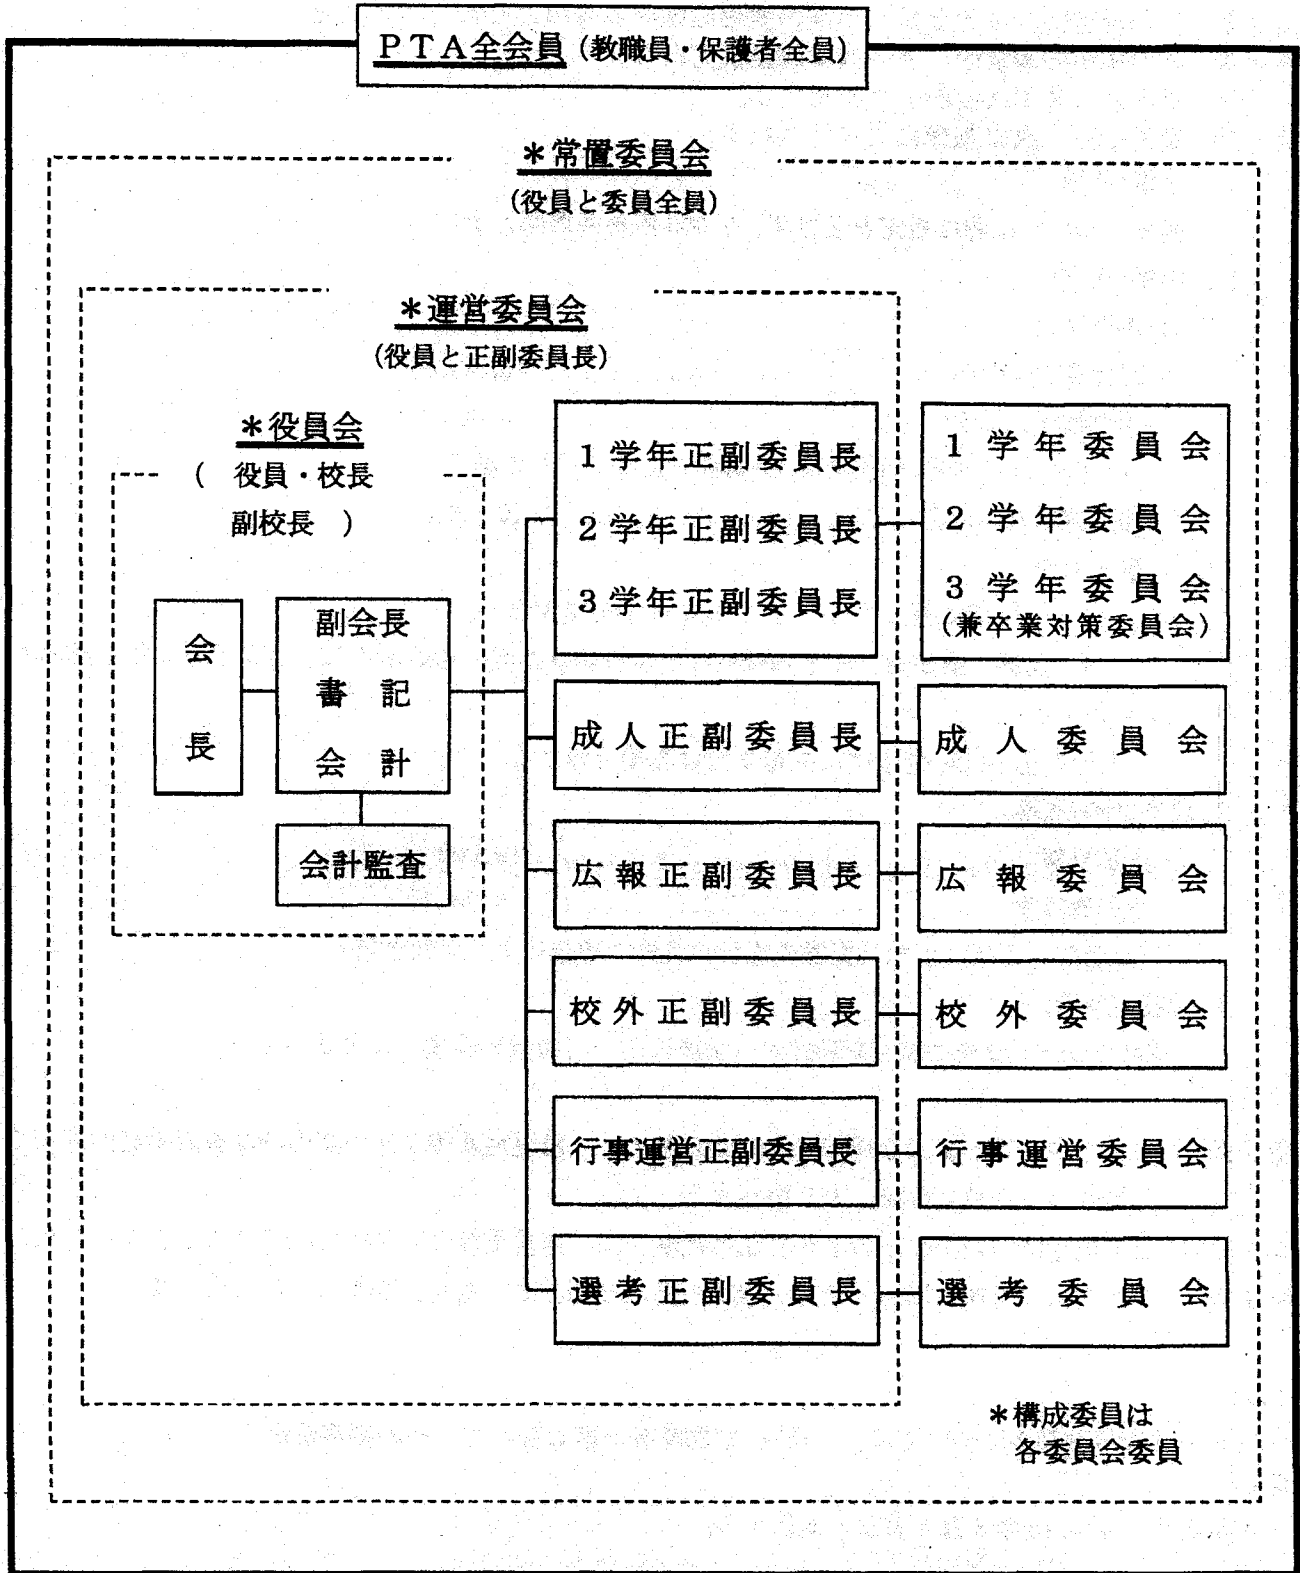 PTA全会員(教職員・保護者全員)
*常置委員会
(役員と委員全員)
*運営委員会
(役員と正副委員長)
*役員会
( 役員・校長
副校長 )
会長
副会長
書記
会計
会計監査
1学年正副委員長
2学年正副委員長
3学年正副委員長
成人正副委員長
広報正副委員長
校外正副委員長
行事運営正副委員長
選考正副委員長
1学年委員会
2学年委員会
3学年委員会
(兼卒業対策委員会)
成人委員会
広報委員会
校外委員会
行事運営委員会
選考委員会
*構成委員は
各委員会委員